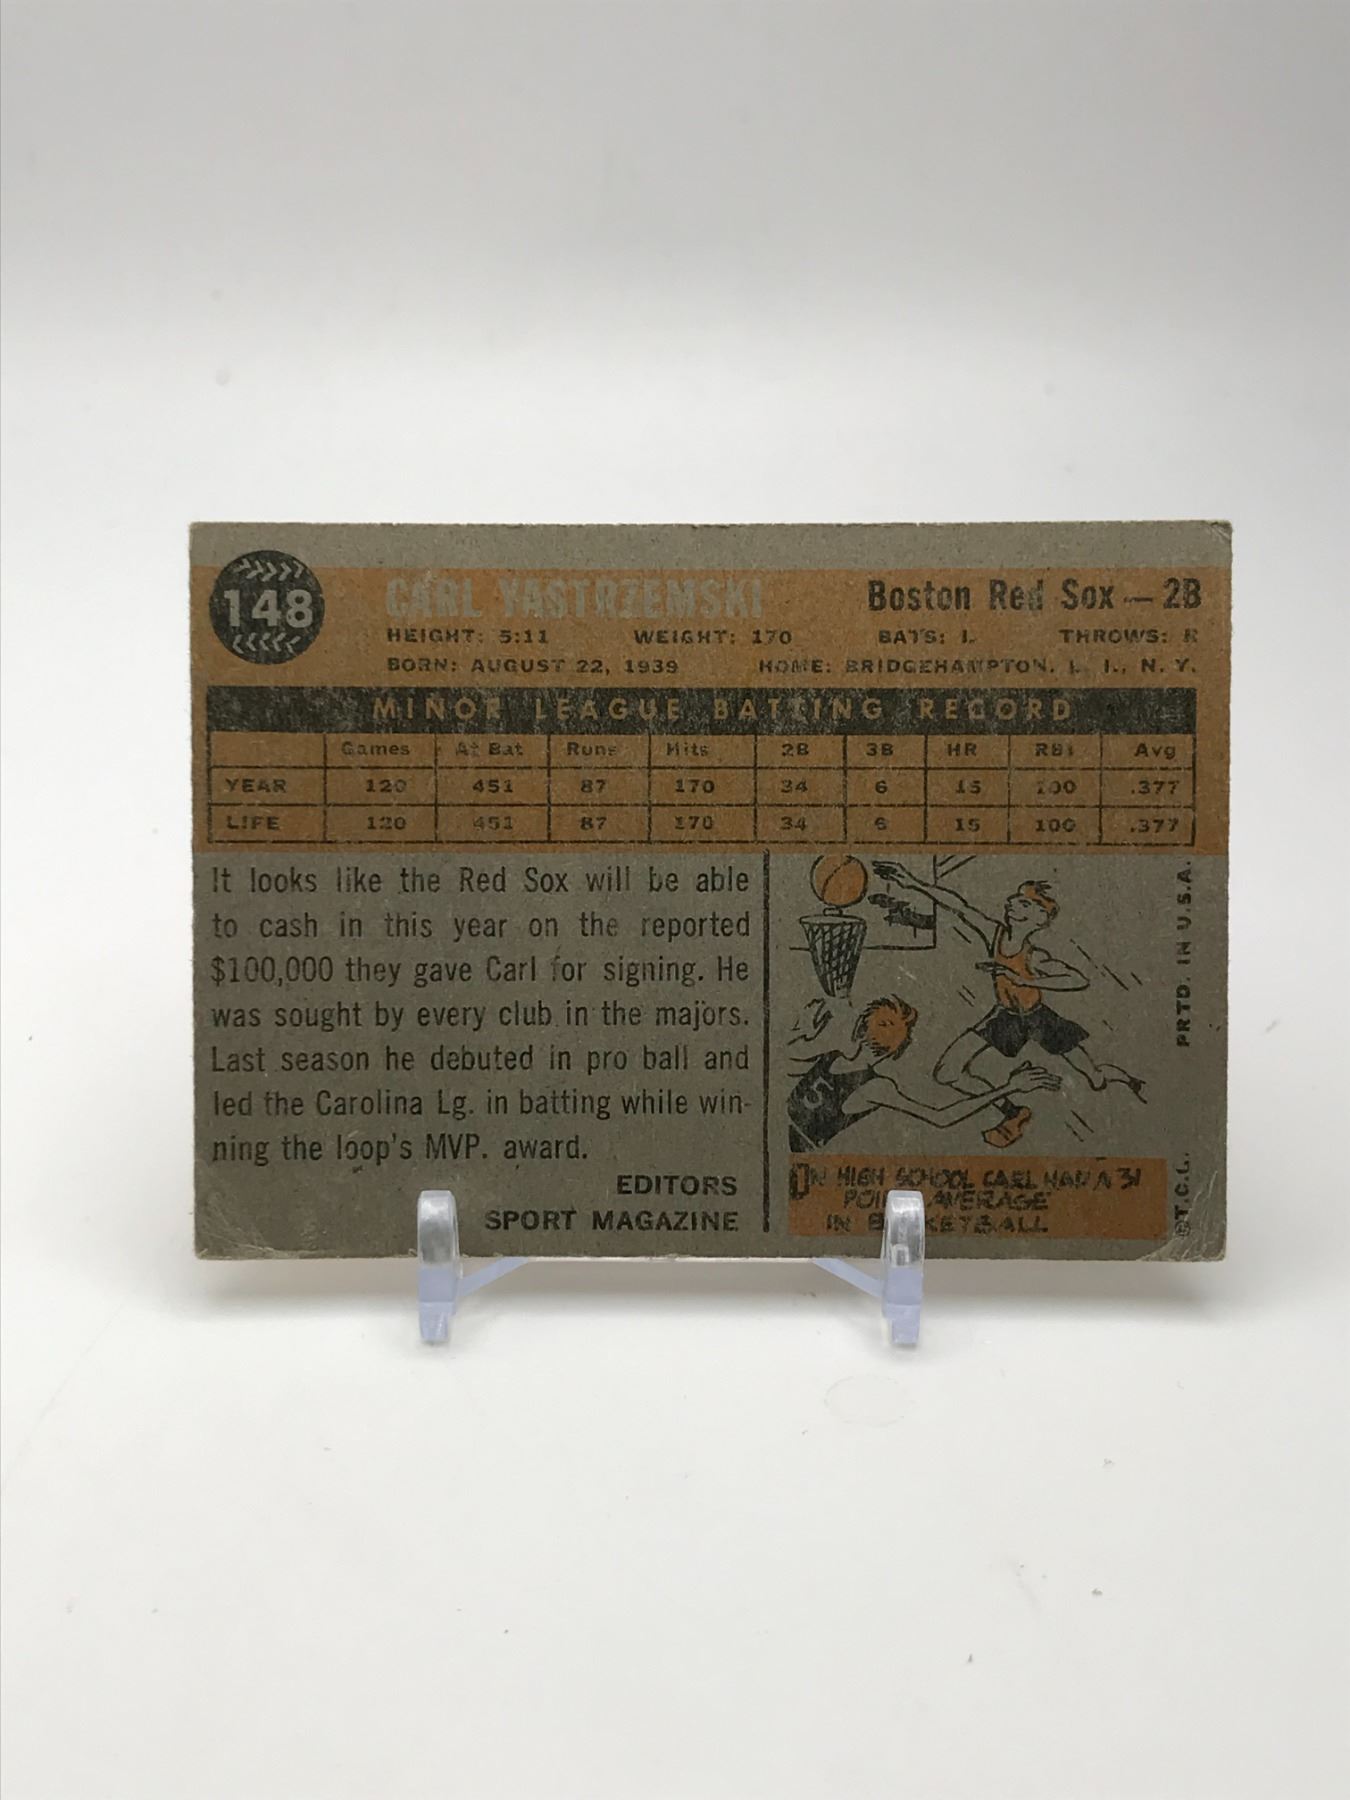 148
CARL YASTRZEMSKI Boston Red Sox — 2B
HEIGHT: 5:11 WEIGHT: 170 BATS: L THROWS: R
BORN: AUGUST 22, 1939 HOME: BRIDGEHAMPTON, L. I., N. Y.
MINOR LEAGUE BATTING RECORD
Games At Bat Runs Hits 2B 3B HR RBI Avg
YEAR 120 451 87 170 34 6 15 100 .377
LIFE 120 451 87 170 34 6 15 100 .377
It looks like the Red Sox will be able
to cash in this year on the reported
$100,000 they gave Carl for signing. He
was sought by every club in the majors.
Last season he debuted in pro ball and
led the Carolina Lg. in batting while win-
ning the loop's MVP. award.
EDITORS
SPORT MAGAZINE
5
IN HIGH SCHOOL CARL HAD A 31
POINT AVERAGE
IN BASKETBALL
©T.C.G. PRTD. IN U.S.A.